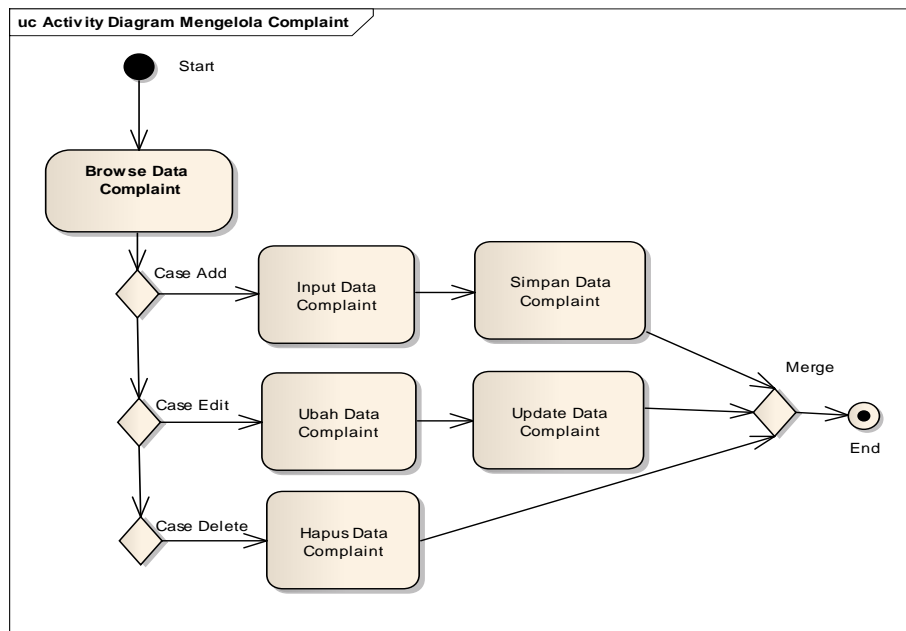 uc Activity Diagram Mengelola Complaint
Start
Browse Data
Complaint
Case Add
Input Data
Complaint
Simpan Data
Complaint
Merge
Case Edit
Ubah Data
Complaint
Update Data
Complaint
End
Case Delete
Hapus Data
Complaint